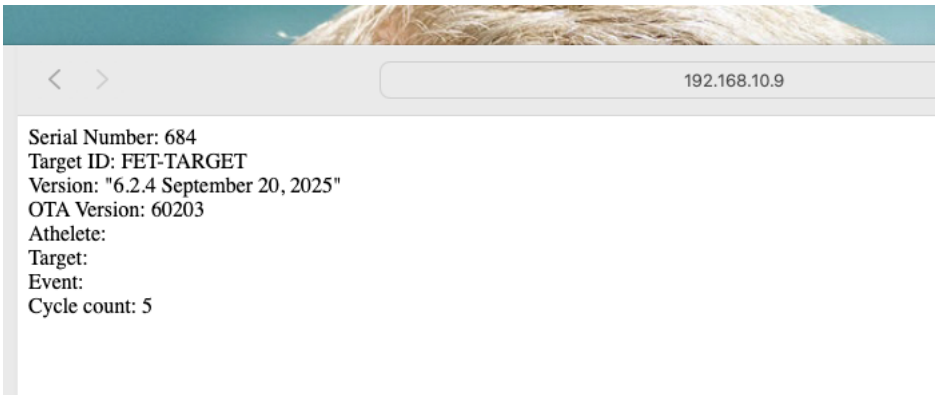 192.168.10.9
Serial Number: 684
Target ID: FET-TARGET
Version: "6.2.4 September 20, 2025"
OTA Version: 60203
Athelete:
Target:
Event:
Cycle count: 5